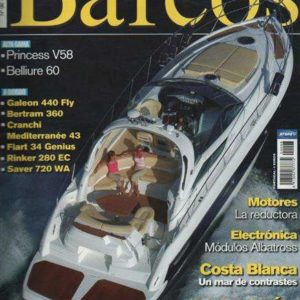 Barcos
ALTA GAMA
• Princess V58
• Belliure 60
• Galeon 440 Fly
• Bertram 360
• Cranchi
Mediterranée 43
• Fiart 34 Genius
• Rinker 280 EC
• Saver 720 WA
Motores
La reductora
Electrónica
Módulos Albatross
Costa Blanca
Un mar de contrastes